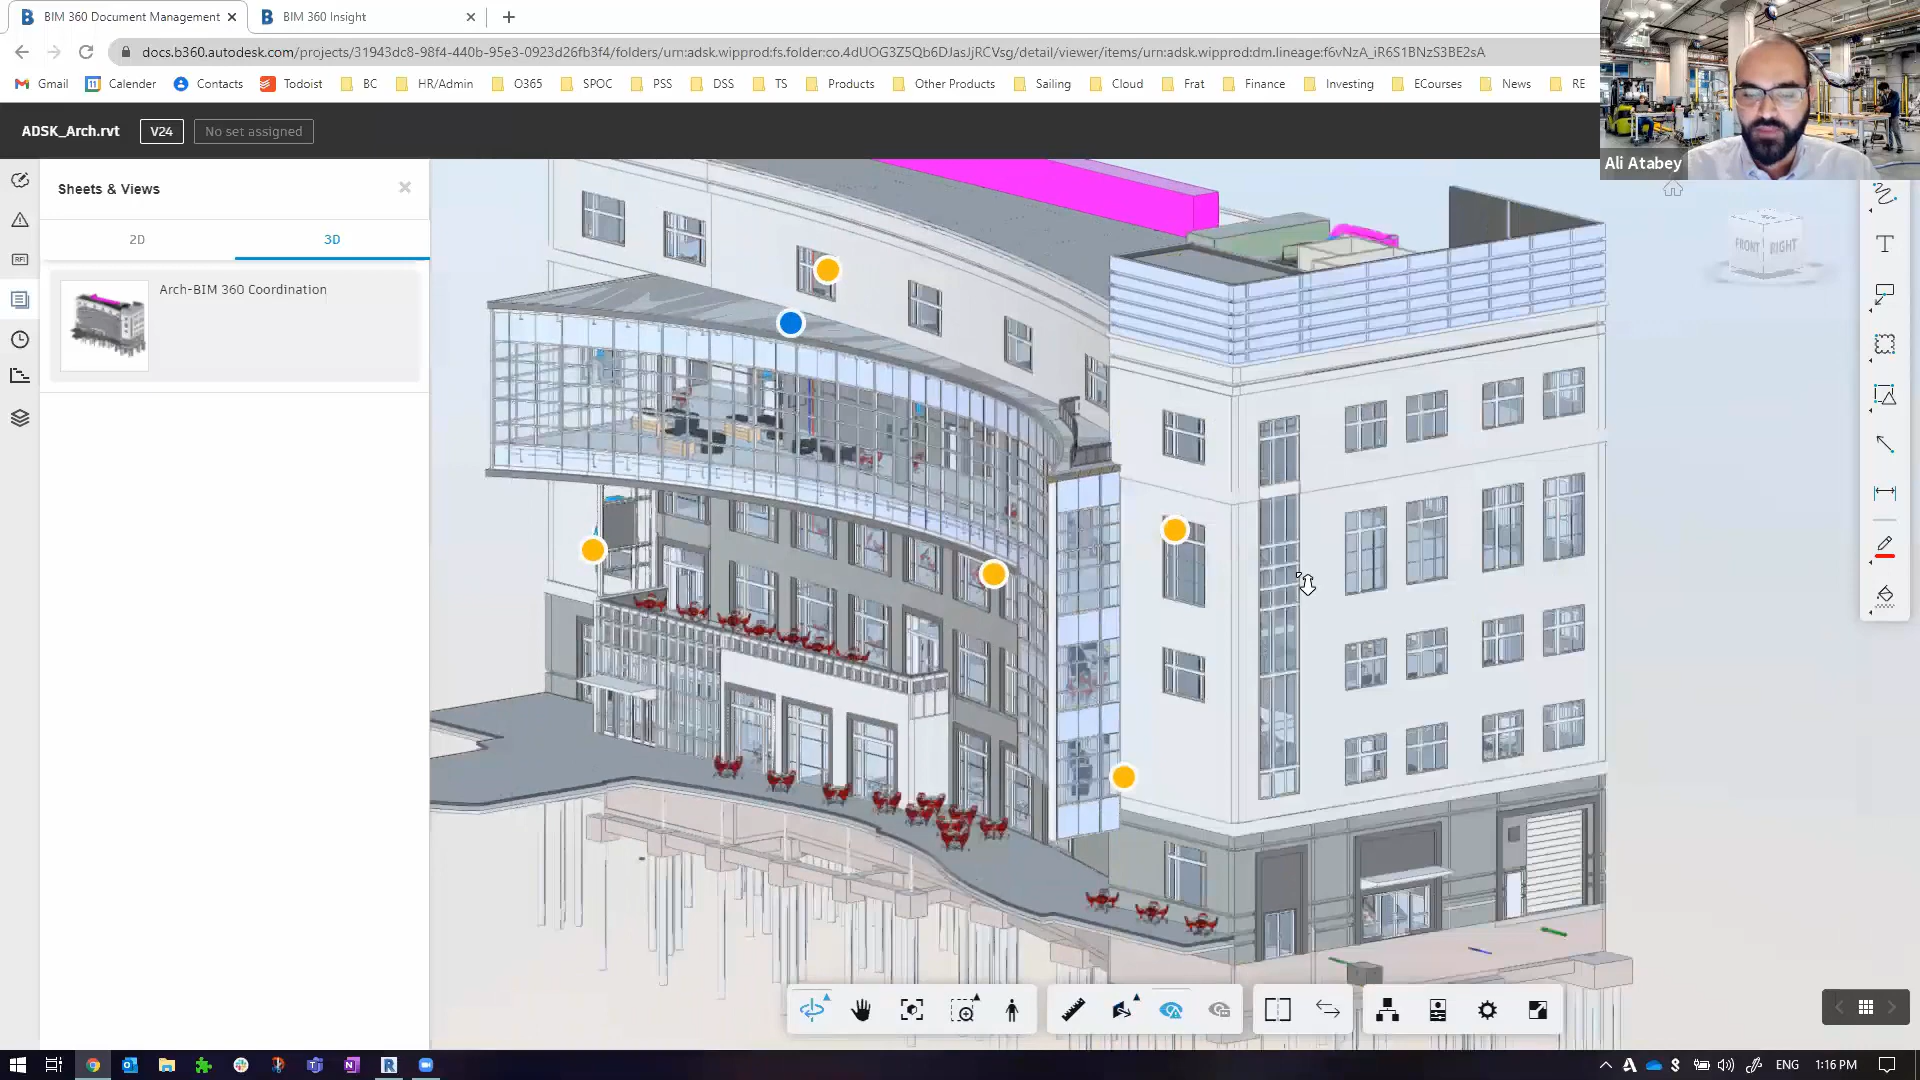 BIM 360 Document Management
BIM 360 Insight
docs.b360.autodesk.com/projects/31943dc8-98f4-440b-95e3-0923d26fb3f4/folders/urn:adsk.wipprod:fs.folder:co.4dUOG3Z5Qb6DJasJjRCVsg/detail/viewer/items/urn:adsk.wipprod:dm.lineage:f6vNzA_iR6S1BNzS3BE2sA
Gmail
Calender
Contacts
Todoist
BC
HR/Admin
O365
SPOC
PSS
DSS
TS
Products
Other Products
Sailing
Cloud
Frat
Finance
Investing
ECourses
News
RE
Ali Atabey
ADSK_Arch.rvt
V24
No set assigned
Sheets & Views
2D
3D
Arch-BIM 360 Coordination
RFI
FRONT
RIGHT
ENG
1:16 PM